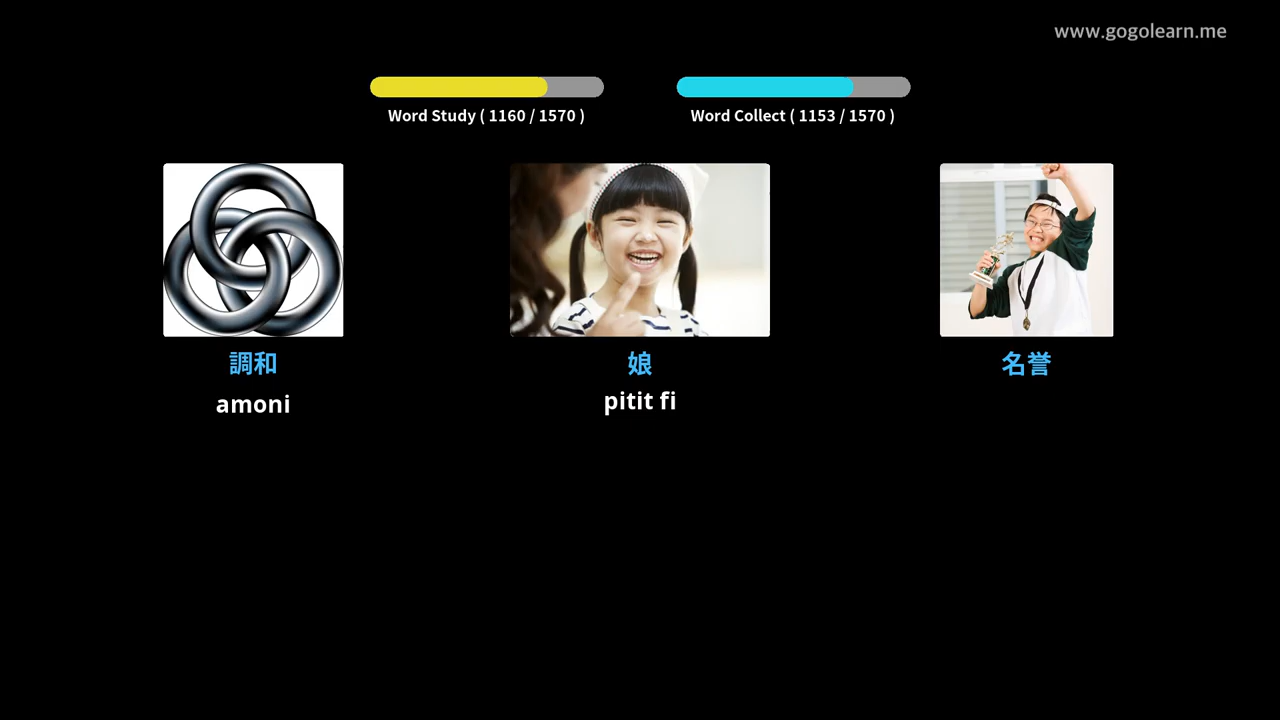 www.gogolearn.me
Word Study ( 1160 / 1570 )
Word Collect ( 1153 / 1570 )
調和
娘
名誉
amoni
pitit fi